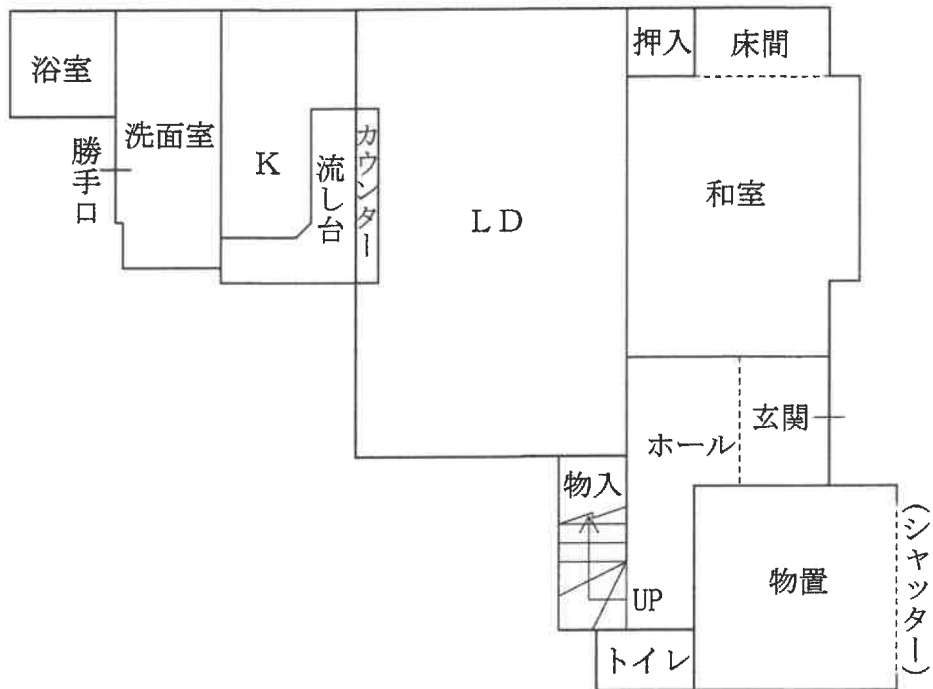 押入
床間
浴室
洗面室
勝手口
K
流し台
カウンター
LD
和室
玄関
ホール
物入
UP
物置
(シャッター)
トイレ